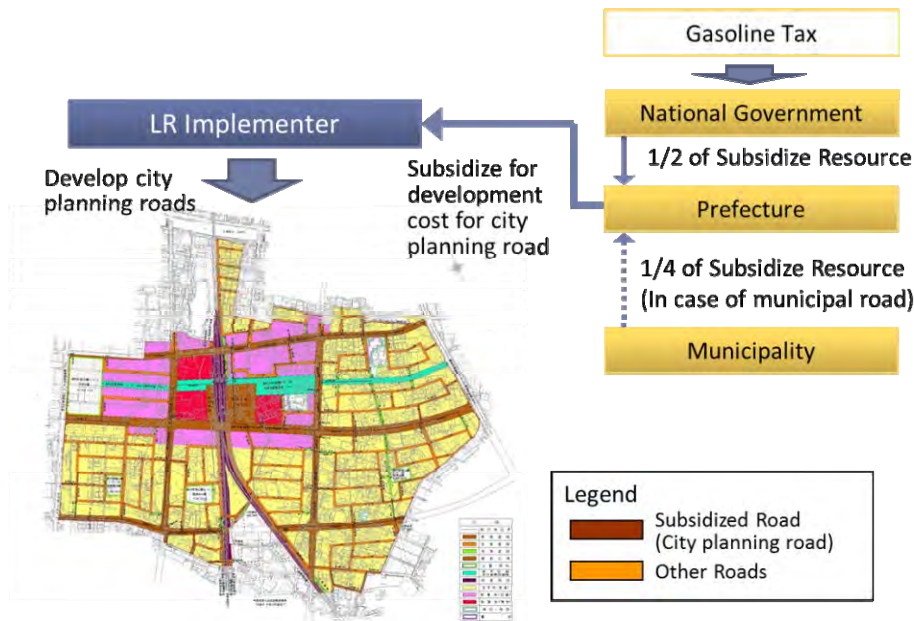 Gasoline Tax
LR Implementer
National Government
Develop city
planning roads
Subsidize for
development
cost for city
planning road
1/2 of Subsidize Resource
Prefecture
1/4 of Subsidize Resource
(In case of municipal road)
Municipality
Legend
Subsidized Road
(City planning road)
Other Roads